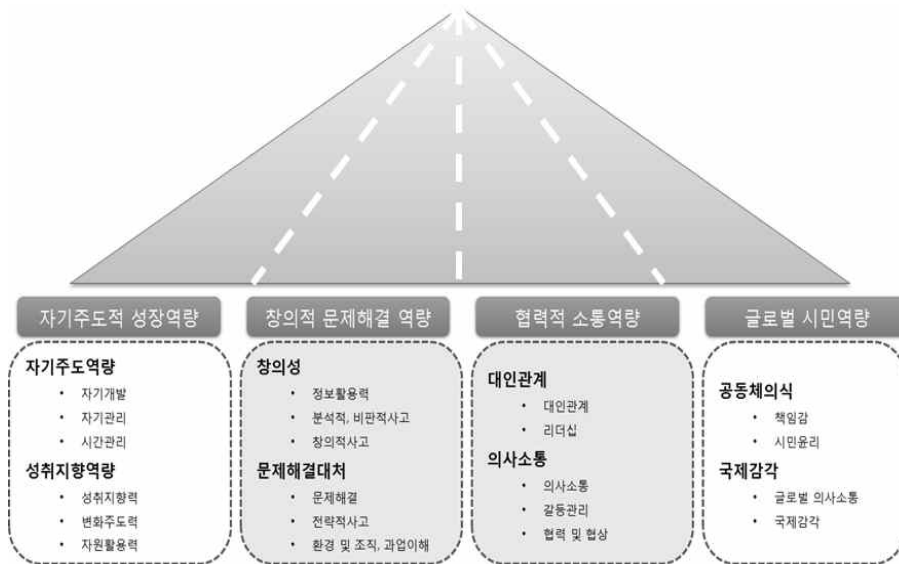 자기주도적 성장역량
자기주도역량
• 자기개발
• 자기관리
• 시간관리
성취지향역량
• 성취지향력
• 변화주도력
• 자원활용력
창의적 문제해결 역량
창의성
• 정보활용력
• 분석적, 비판적사고
• 창의적사고
문제해결대처
• 문제해결
• 전략적사고
• 환경 및 조직, 과업이해
협력적 소통역량
대인관계
• 대인관계
• 리더십
의사소통
• 의사소통
• 갈등관리
• 협력 및 협상
글로벌 시민역량
공동체의식
• 책임감
• 시민윤리
국제감각
• 글로벌 의사소통
• 국제감각